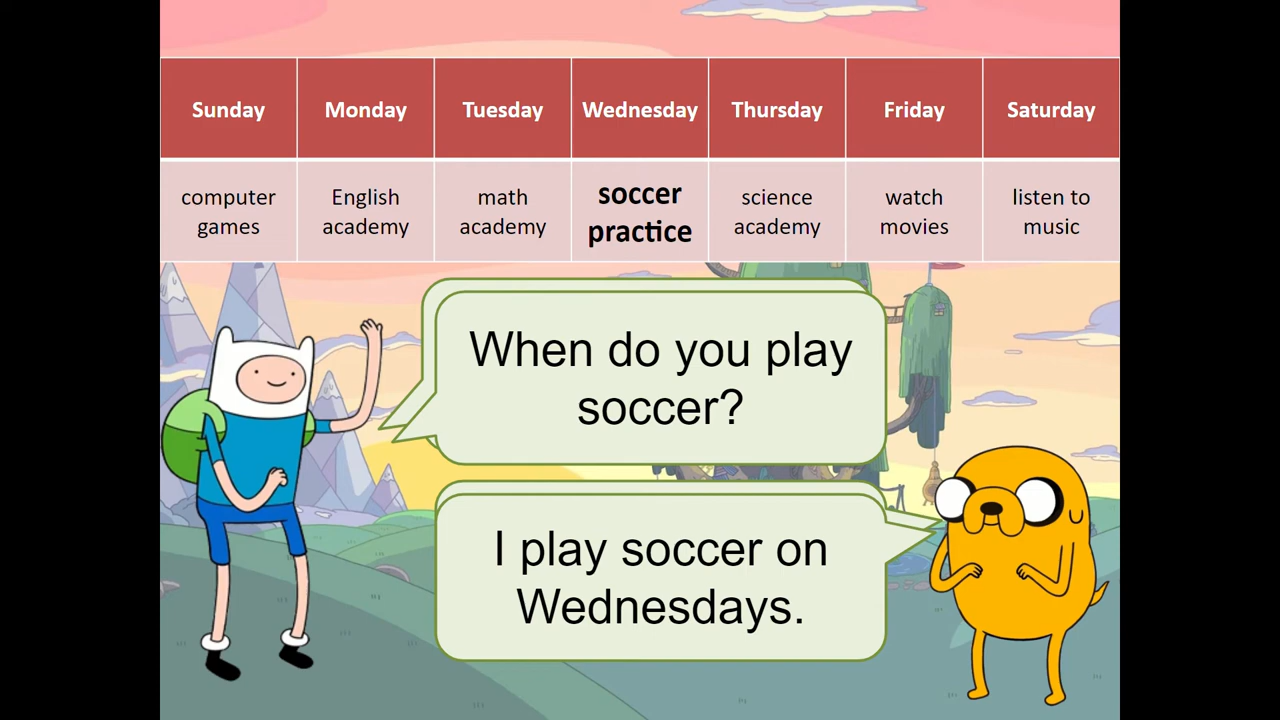 Sunday Monday Tuesday Wednesday Thursday Friday Saturday
computer games
English academy
math academy
soccer practice
science academy
watch movies
listen to music
When do you play
soccer?
I play soccer on
Wednesdays.